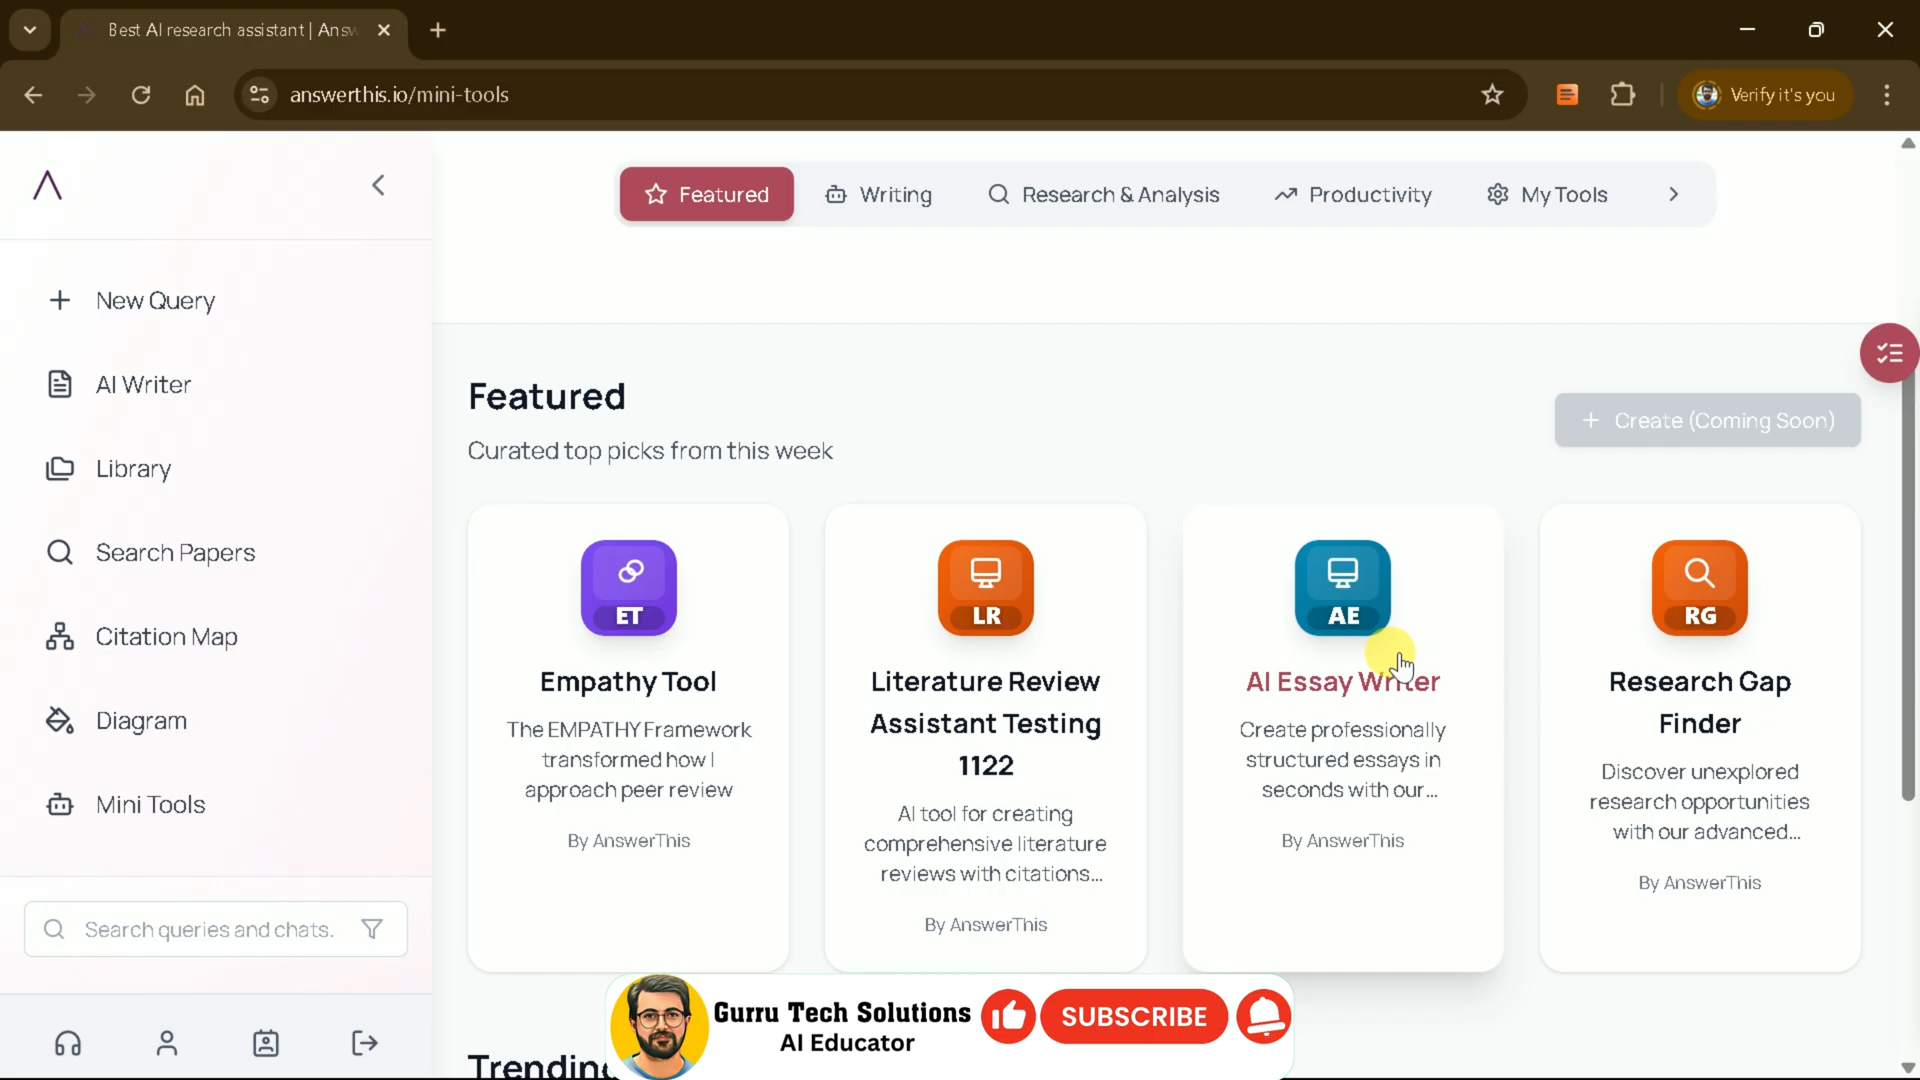 Best AI research assistant | Answ
answerthis.io/mini-tools
Verify it's you
Featured
Writing
Research & Analysis
Productivity
My Tools
New Query
AI Writer
Library
Search Papers
Citation Map
Diagram
Mini Tools
Search queries and chats.
Featured
Curated top picks from this week
+ Create (Coming Soon)
ET
Empathy Tool
The EMPATHY Framework
transformed how I
approach peer review
By AnswerThis
LR
Literature Review
Assistant Testing
1122
AI tool for creating
comprehensive literature
reviews with citations...
By AnswerThis
AE
AI Essay Writer
Create professionally
structured essays in
seconds with our...
By AnswerThis
RG
Research Gap
Finder
Discover unexplored
research opportunities
with our advanced...
By AnswerThis
Trending
Gurru Tech Solutions
AI Educator
SUBSCRIBE